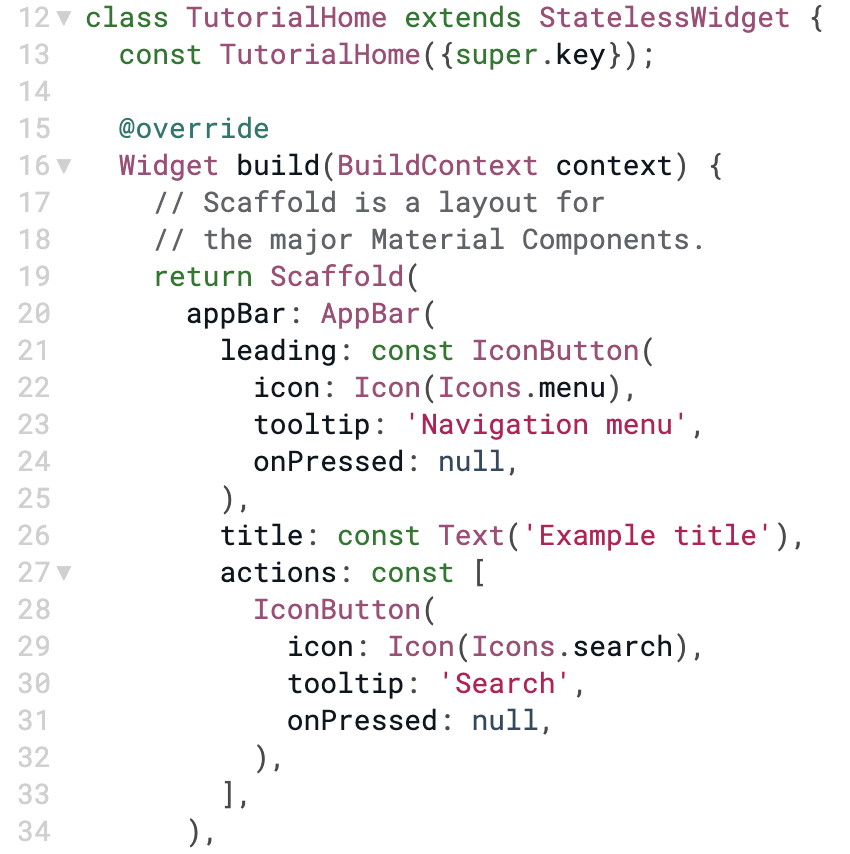 12 class TutorialHome extends StatelessWidget {
13   const TutorialHome({super.key});
14
15   @override
16   Widget build(BuildContext context) {
17     // Scaffold is a layout for
18     // the major Material Components.
19     return Scaffold(
20       appBar: AppBar(
21         leading: const IconButton(
22           icon: Icon(Icons.menu),
23           tooltip: 'Navigation menu',
24           onPressed: null,
25         ),
26         title: const Text('Example title'),
27         actions: const [
28           IconButton(
29             icon: Icon(Icons.search),
30             tooltip: 'Search',
31             onPressed: null,
32           ),
33         ],
34       ),